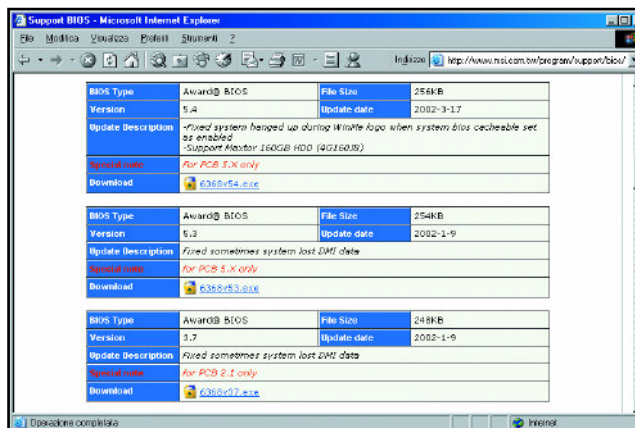 Support BIOS - Microsoft Internet Explorer
File Modifica Visualizza Preferiti Strumenti ?
Indirizzo http://www.msi.com.tw/program/support/bios/
BIOS Type Award® BIOS File Size 256KB
Version 5.4 Update date 2002-3-17
Update Description -Fixed system hanged up during WinMe logo when system bios cacheable set
as enabled
-Support Maxtor 160GB HDD (4G160J8)
Special note For PCB 5.X only
Download 6368v54.exe
BIOS Type Award® BIOS File Size 254KB
Version 5.3 Update date 2002-1-9
Update Description Fixed sometimes system lost DMI data
Special note for PCB 5.X only
Download 6368v53.exe
BIOS Type Award® BIOS File Size 248KB
Version 3.7 Update date 2002-1-9
Update Description Fixed sometimes system lost DMI data
Special note for PCB 2.1 only
Download 6368v37.exe
Operazione completata Internet